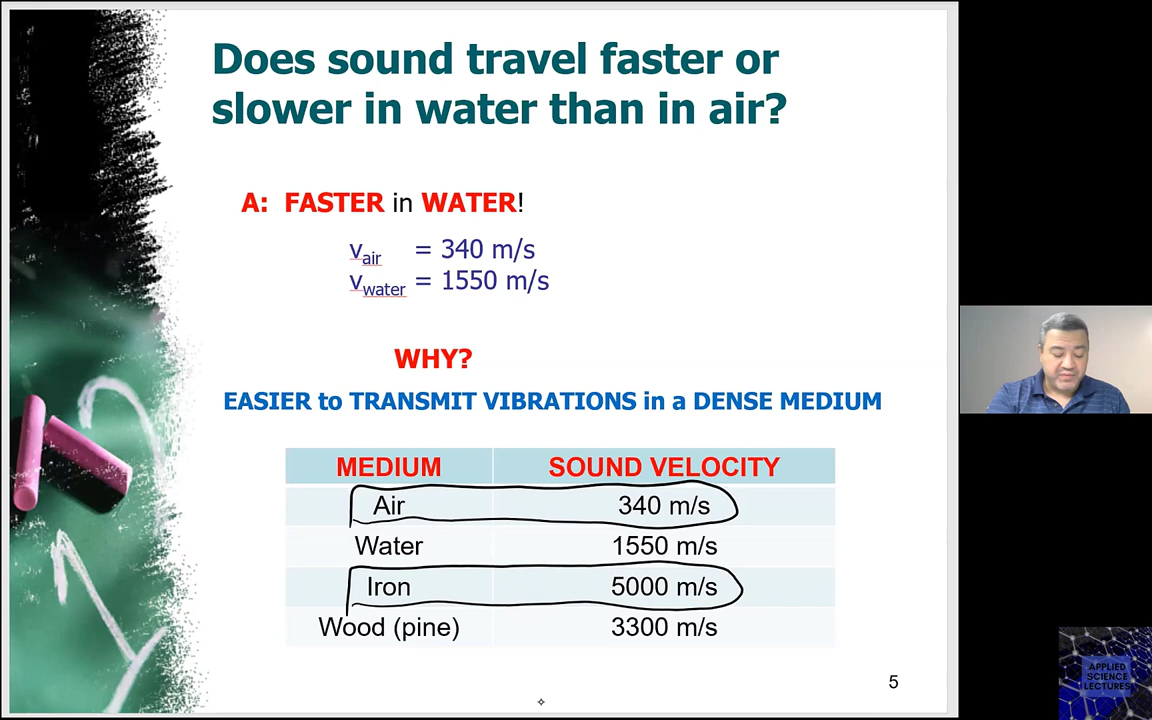 Does sound travel faster or
slower in water than in air?
A: FASTER in WATER!
vair = 340 m/s
vwater = 1550 m/s
WHY?
EASIER to TRANSMIT VIBRATIONS in a DENSE MEDIUM
MEDIUM SOUND VELOCITY
Air 340 m/s
Water 1550 m/s
Iron 5000 m/s
Wood (pine) 3300 m/s
5
APPLIED
SCIENCE
LECTURES